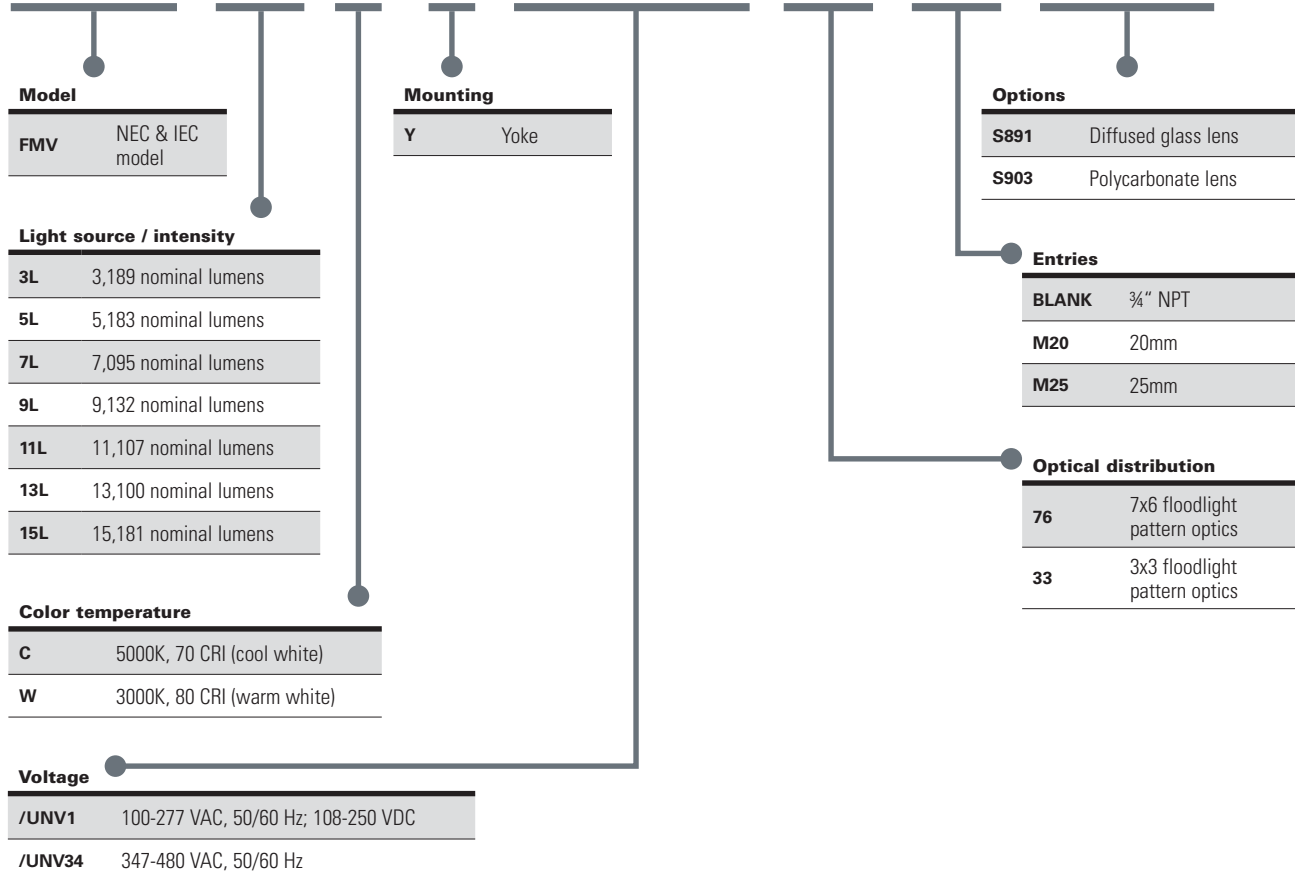 Model
FMV NEC & IEC
model
Mounting
Y Yoke
Options
S891 Diffused glass lens
S903 Polycarbonate lens
Light source / intensity
3L 3,189 nominal lumens
5L 5,183 nominal lumens
7L 7,095 nominal lumens
9L 9,132 nominal lumens
11L 11,107 nominal lumens
13L 13,100 nominal lumens
15L 15,181 nominal lumens
Entries
BLANK ¾“ NPT
M20 20mm
M25 25mm
Optical distribution
76 7x6 floodlight
pattern optics
33 3x3 floodlight
pattern optics
Color temperature
C 5000K, 70 CRI (cool white)
W 3000K, 80 CRI (warm white)
Voltage
/UNV1 100-277 VAC, 50/60 Hz; 108-250 VDC
/UNV34 347-480 VAC, 50/60 Hz